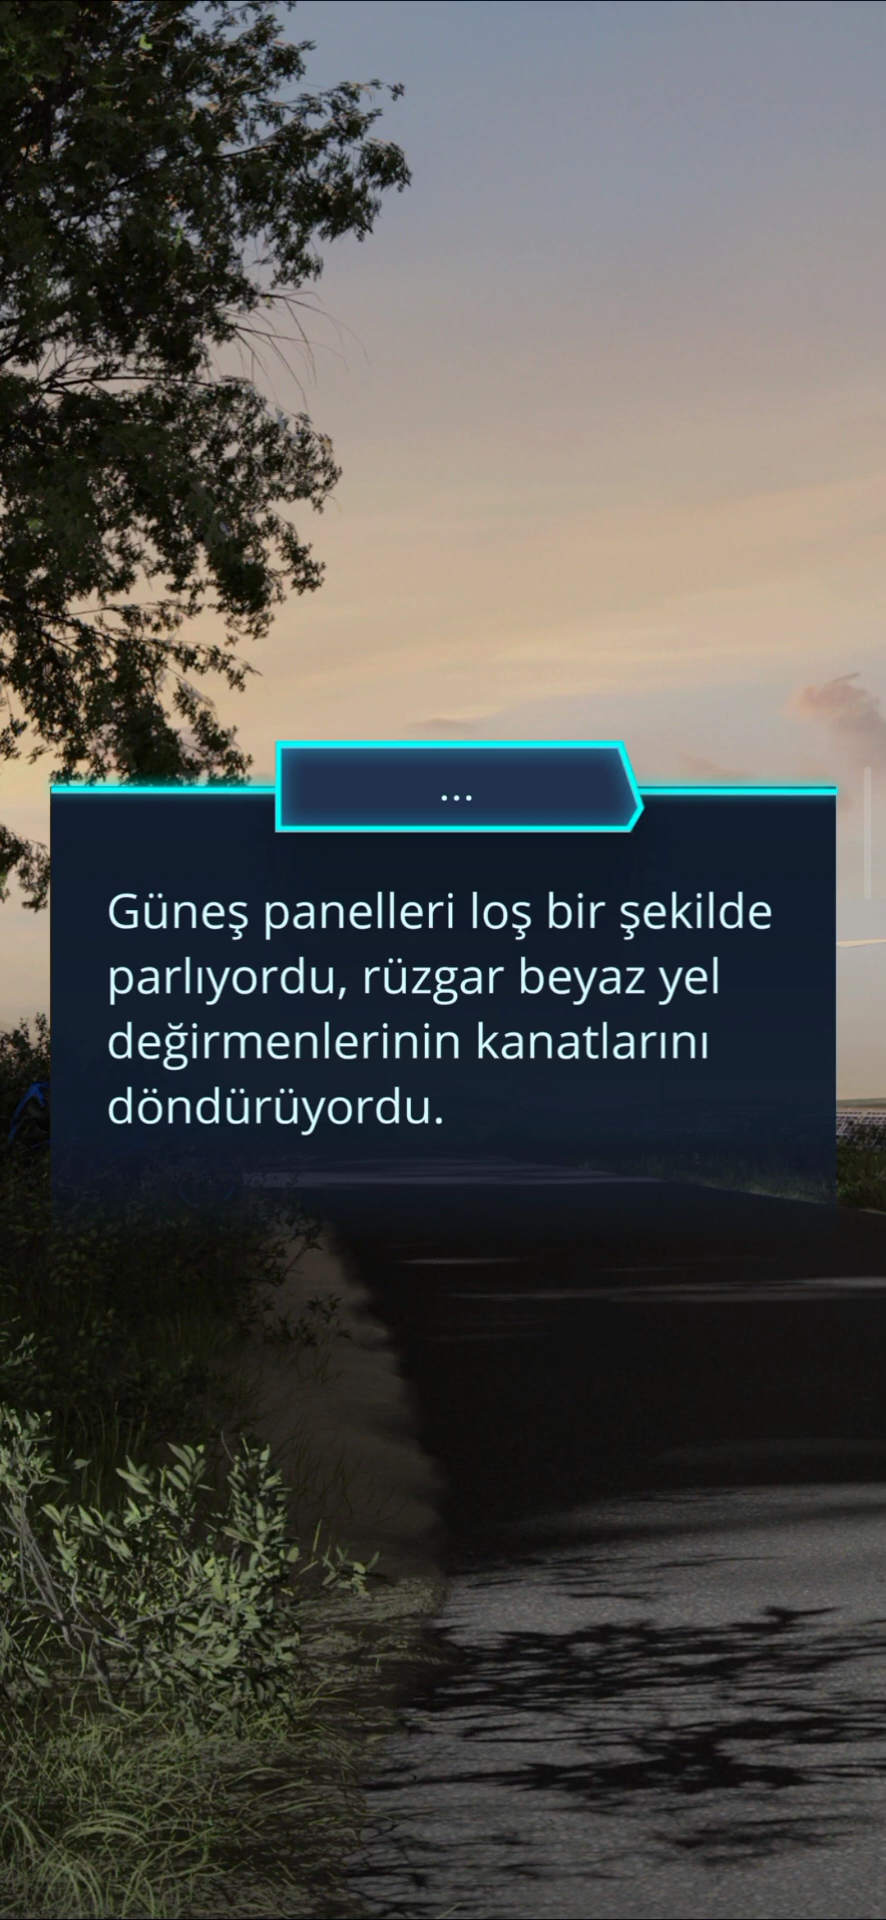 ...
Güneş panelleri loş bir şekilde
parlıyordu, rüzgar beyaz yel
değirmenlerinin kanatlarını
döndürüyordu.